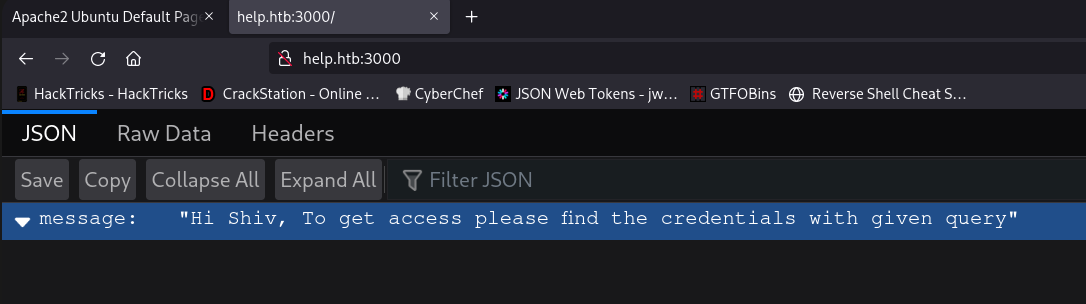 Apache2 Ubuntu Default Pag
help.htb:3000/
help.htb:3000
HackTricks - HackTricks CrackStation - Online ... CyberChef JSON Web Tokens - jw... GTFOBins Reverse Shell Cheat S...
JSON Raw Data Headers
Save Copy Collapse All Expand All Filter JSON
message: "Hi Shiv, To get access please find the credentials with given query"